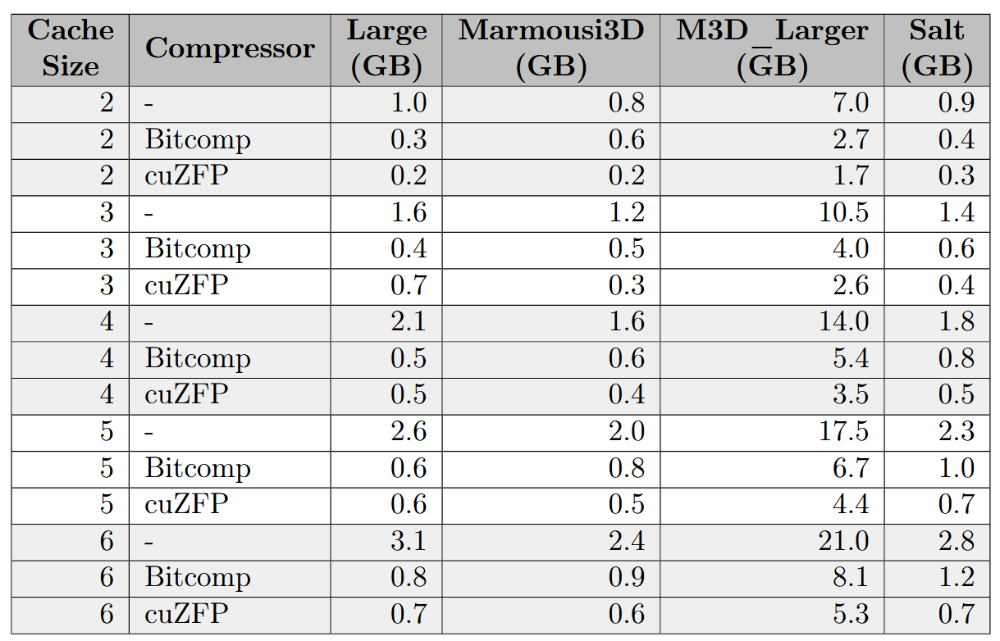 Cache Size Compressor Large (GB) Marmousi3D (GB) M3D_Larger (GB) Salt (GB)
2 - 1.0 0.8 7.0 0.9
2 Bitcomp 0.3 0.6 2.7 0.4
2 cuZFP 0.2 0.2 1.7 0.3
3 - 1.6 1.2 10.5 1.4
3 Bitcomp 0.4 0.5 4.0 0.6
3 cuZFP 0.7 0.3 2.6 0.4
4 - 2.1 1.6 14.0 1.8
4 Bitcomp 0.5 0.6 5.4 0.8
4 cuZFP 0.5 0.4 3.5 0.5
5 - 2.6 2.0 17.5 2.3
5 Bitcomp 0.6 0.8 6.7 1.0
5 cuZFP 0.6 0.5 4.4 0.7
6 - 3.1 2.4 21.0 2.8
6 Bitcomp 0.8 0.9 8.1 1.2
6 cuZFP 0.7 0.6 5.3 0.7